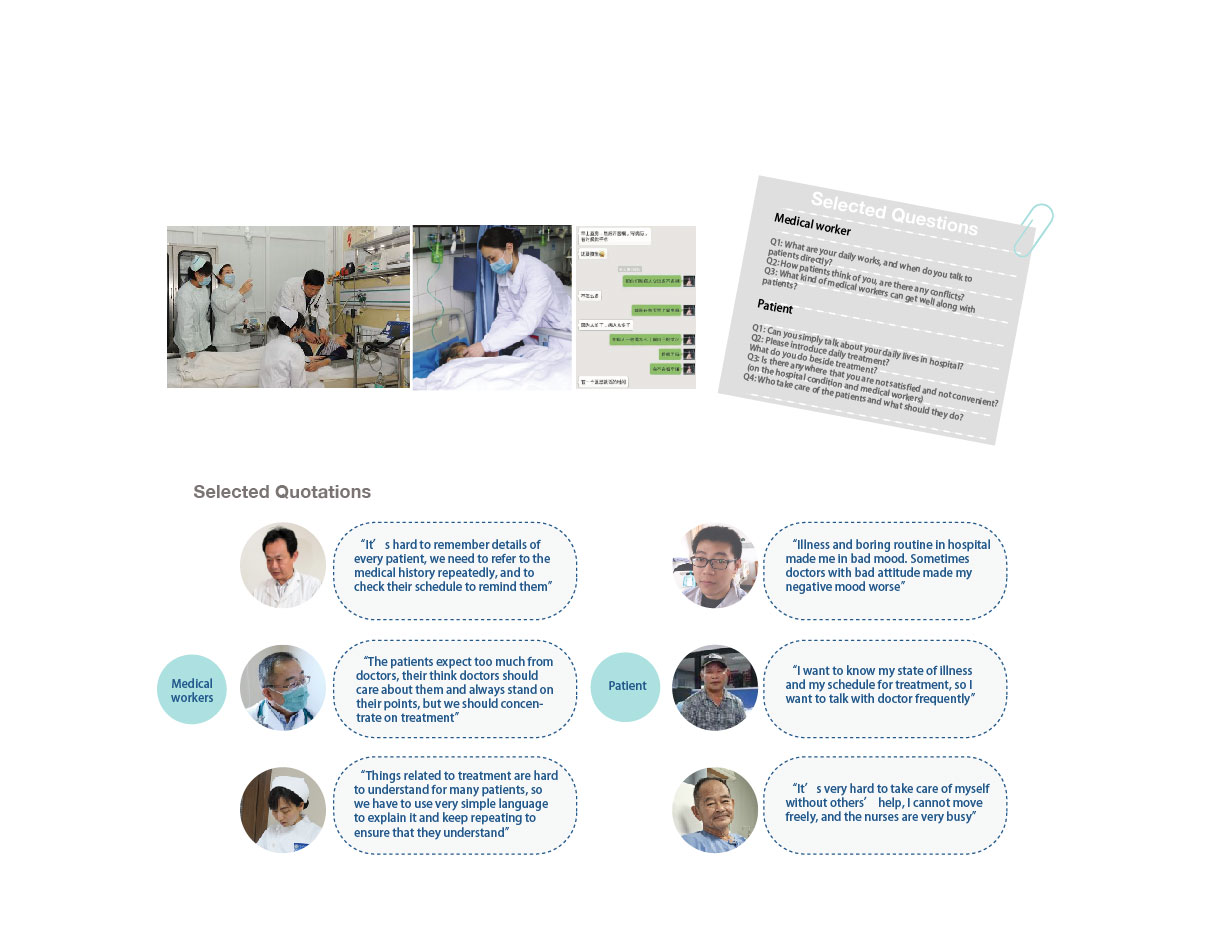 Selected Questions
Medical worker
Q1: What are your daily works, and when do you talk to
patients directly?
Q2: How patients think of you, are there any conflicts?
Q3: What kind of medical workers can get well along with
patients?
Patient
Q1: Can you simply talk about your daily lives in hospital?
Q2: Please introduce daily treatment?
What do you do beside treatment?
Q3: Is there anywhere that you are not satisfied and not convenient?
(on the hospital condition and medical workers)
Q4: Who take care of the patients and what should they do?
Selected Quotations
Medical
workers
“It’ s hard to remember details of
every patient, we need to refer to the
medical history repeatedly, and to
check their schedule to remind them”
“The patients expect too much from
doctors, their think doctors should
care about them and always stand on
their points, but we should concen-
trate on treatment”
“Things related to treatment are hard
to understand for many patients, so
we have to use very simple language
to explain it and keep repeating to
ensure that they understand”
Patient
“Illness and boring routine in hospital
made me in bad mood. Sometimes
doctors with bad attitude made my
negative mood worse”
“I want to know my state of illness
and my schedule for treatment, so I
want to talk with doctor frequently”
“It’ s very hard to take care of myself
without others’ help, I cannot move
freely, and the nurses are very busy”